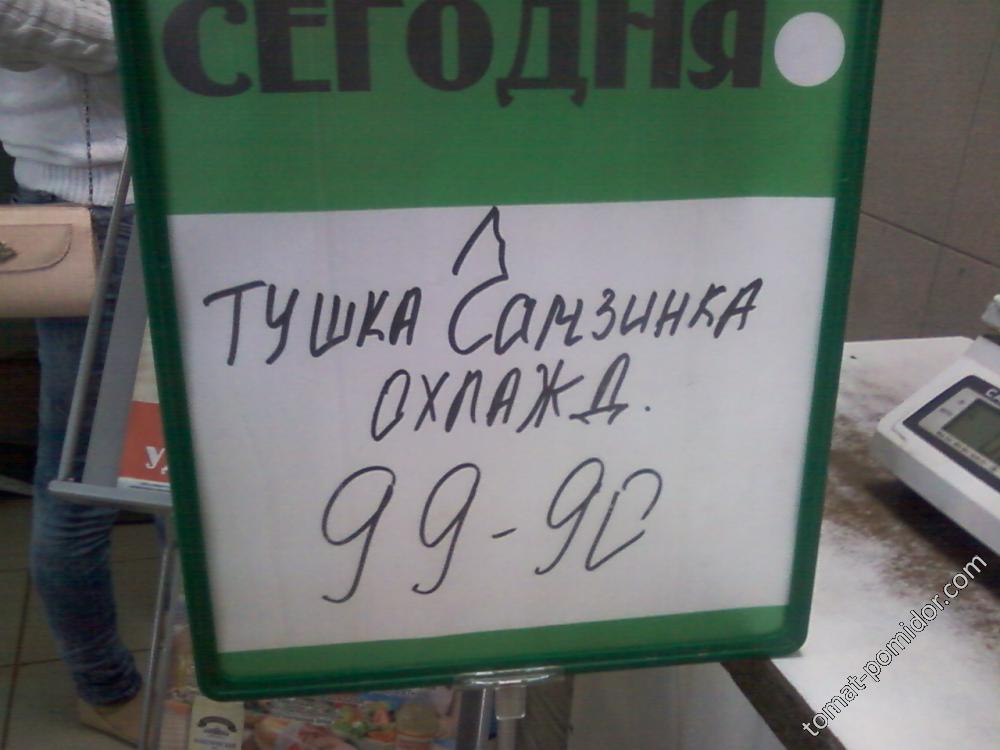 СЕГОДНЯ
ТУШКА Самзинка
ОХЛАЖД.
99-90
tomat-pomidor.com